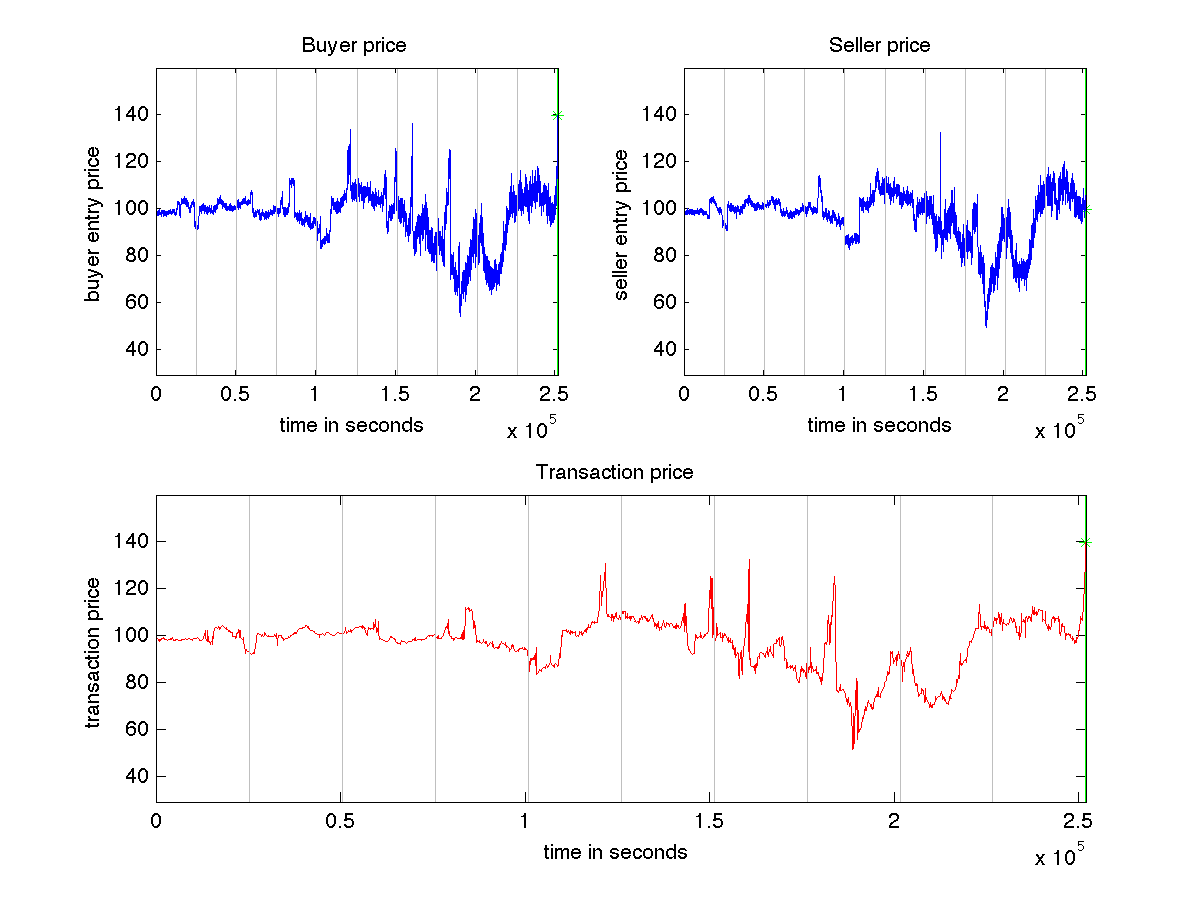 Buyer price
Seller price
140
120
100
80
60
40
buyer entry price
0 0.5 1 1.5 2 2.5
time in seconds
x 10^5
140
120
100
80
60
40
seller entry price
0 0.5 1 1.5 2 2.5
time in seconds
x 10^5
Transaction price
140
120
100
80
60
40
transaction price
0 0.5 1 1.5 2 2.5
time in seconds
x 10^5